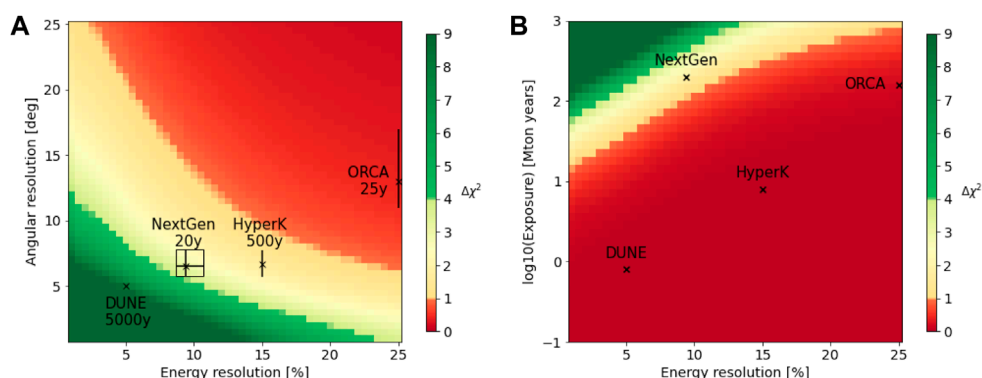 A
25
20
15
10
5
Angular resolution [deg]
ORCA
25y
NextGen
20y
HyperK
500y
DUNE
5000y
5
10
15
20
25
Energy resolution [%]
9
8
7
6
5
4
3
2
1
0
Δχ²
B
3
2
1
0
−1
log10(Exposure) [Mton years]
NextGen
ORCA
HyperK
DUNE
5
10
15
20
25
Energy resolution [%]
9
8
7
6
5
4
3
2
1
0
Δχ²